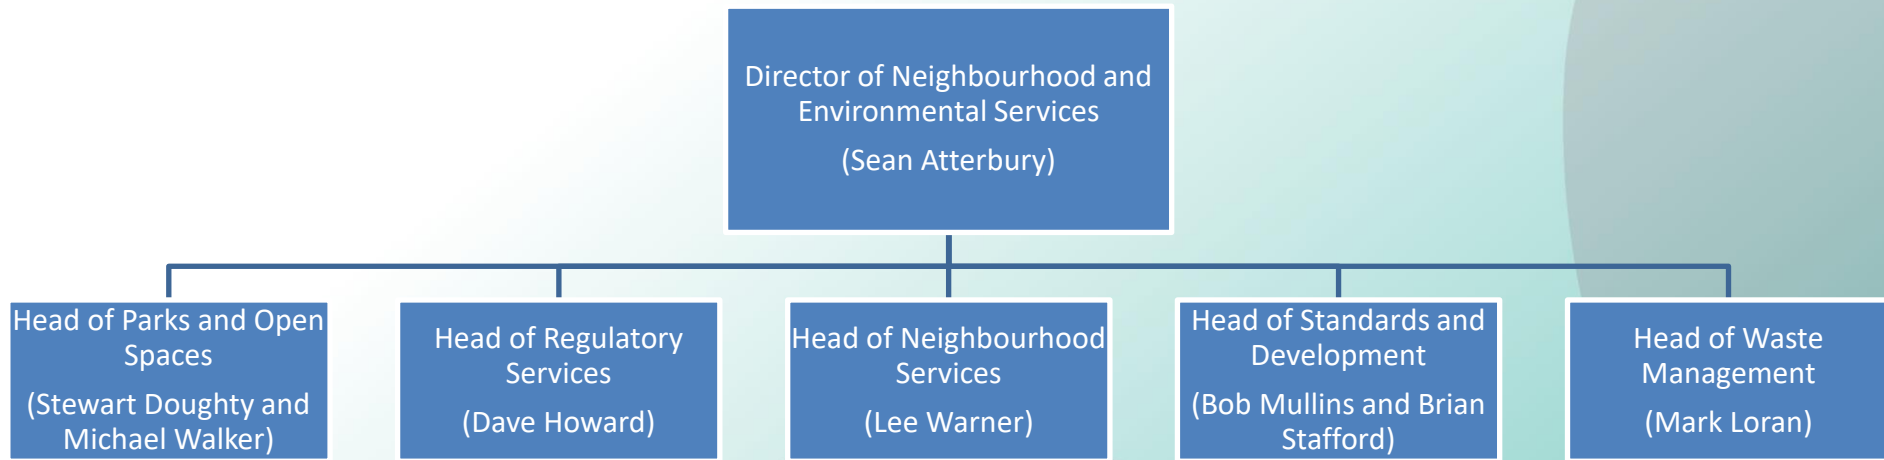 Director of Neighbourhood and
Environmental Services
(Sean Atterbury)
Head of Parks and Open
Spaces
(Stewart Doughty and
Michael Walker)
Head of Regulatory
Services
(Dave Howard)
Head of Neighbourhood
Services
(Lee Warner)
Head of Standards and
Development
(Bob Mullins and Brian
Stafford)
Head of Waste
Management
(Mark Loran)